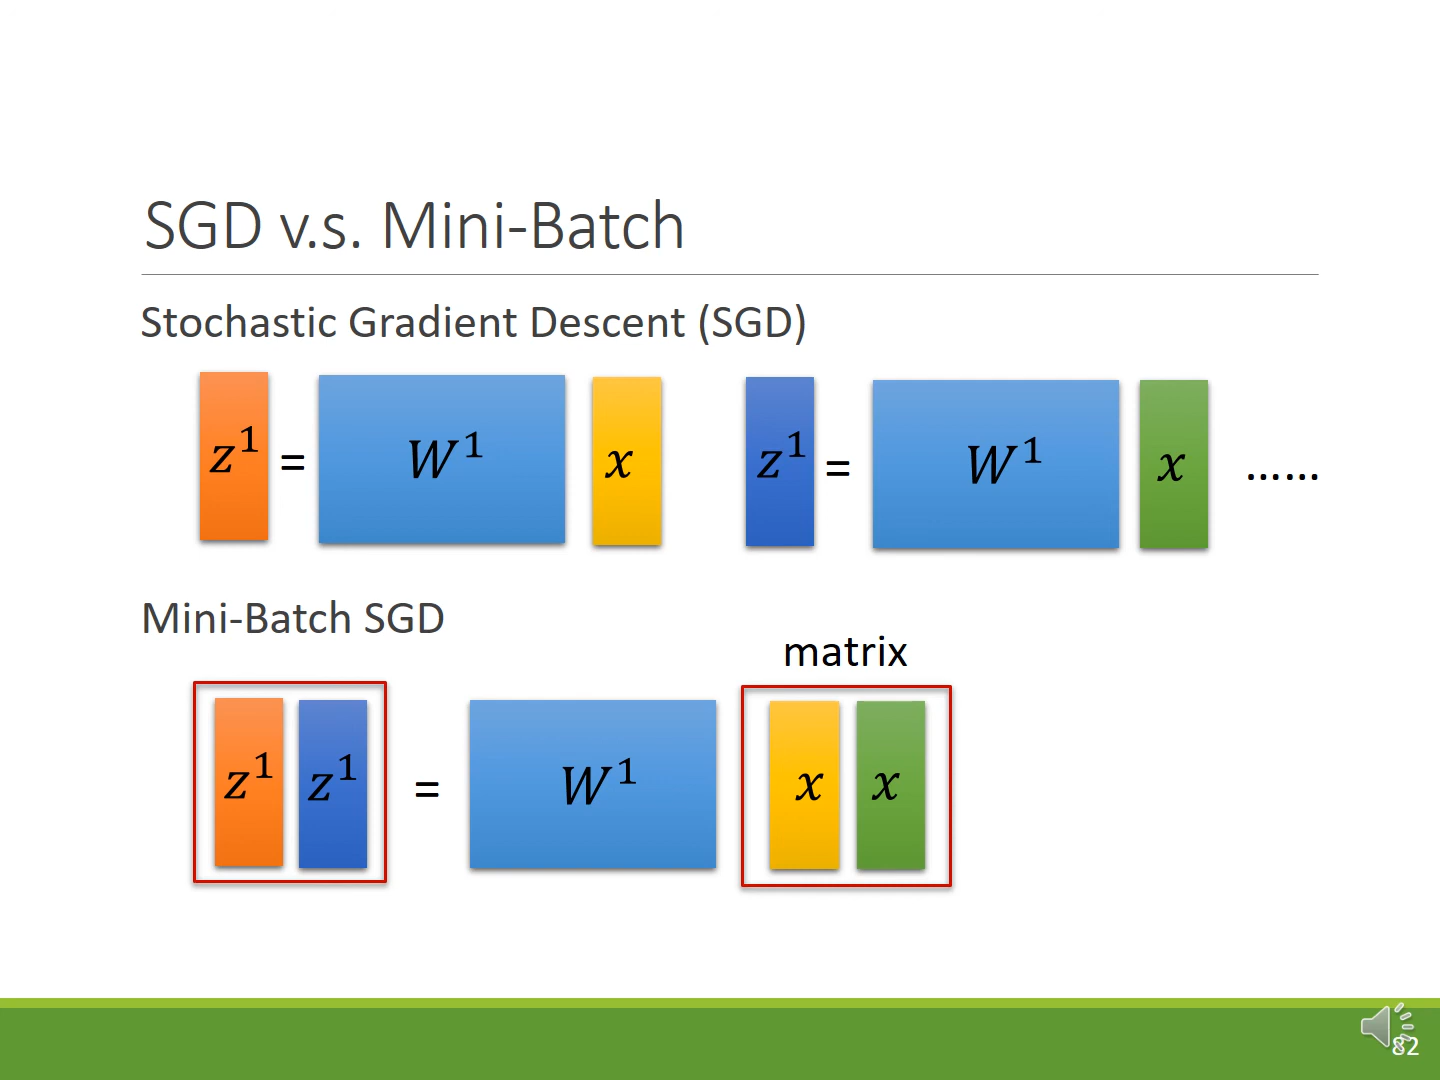 SGD v.s. Mini-Batch
Stochastic Gradient Descent (SGD)
z¹ = W¹ x z¹ = W¹ x ……
Mini-Batch SGD
matrix
z¹ z¹ = W¹ x x
82